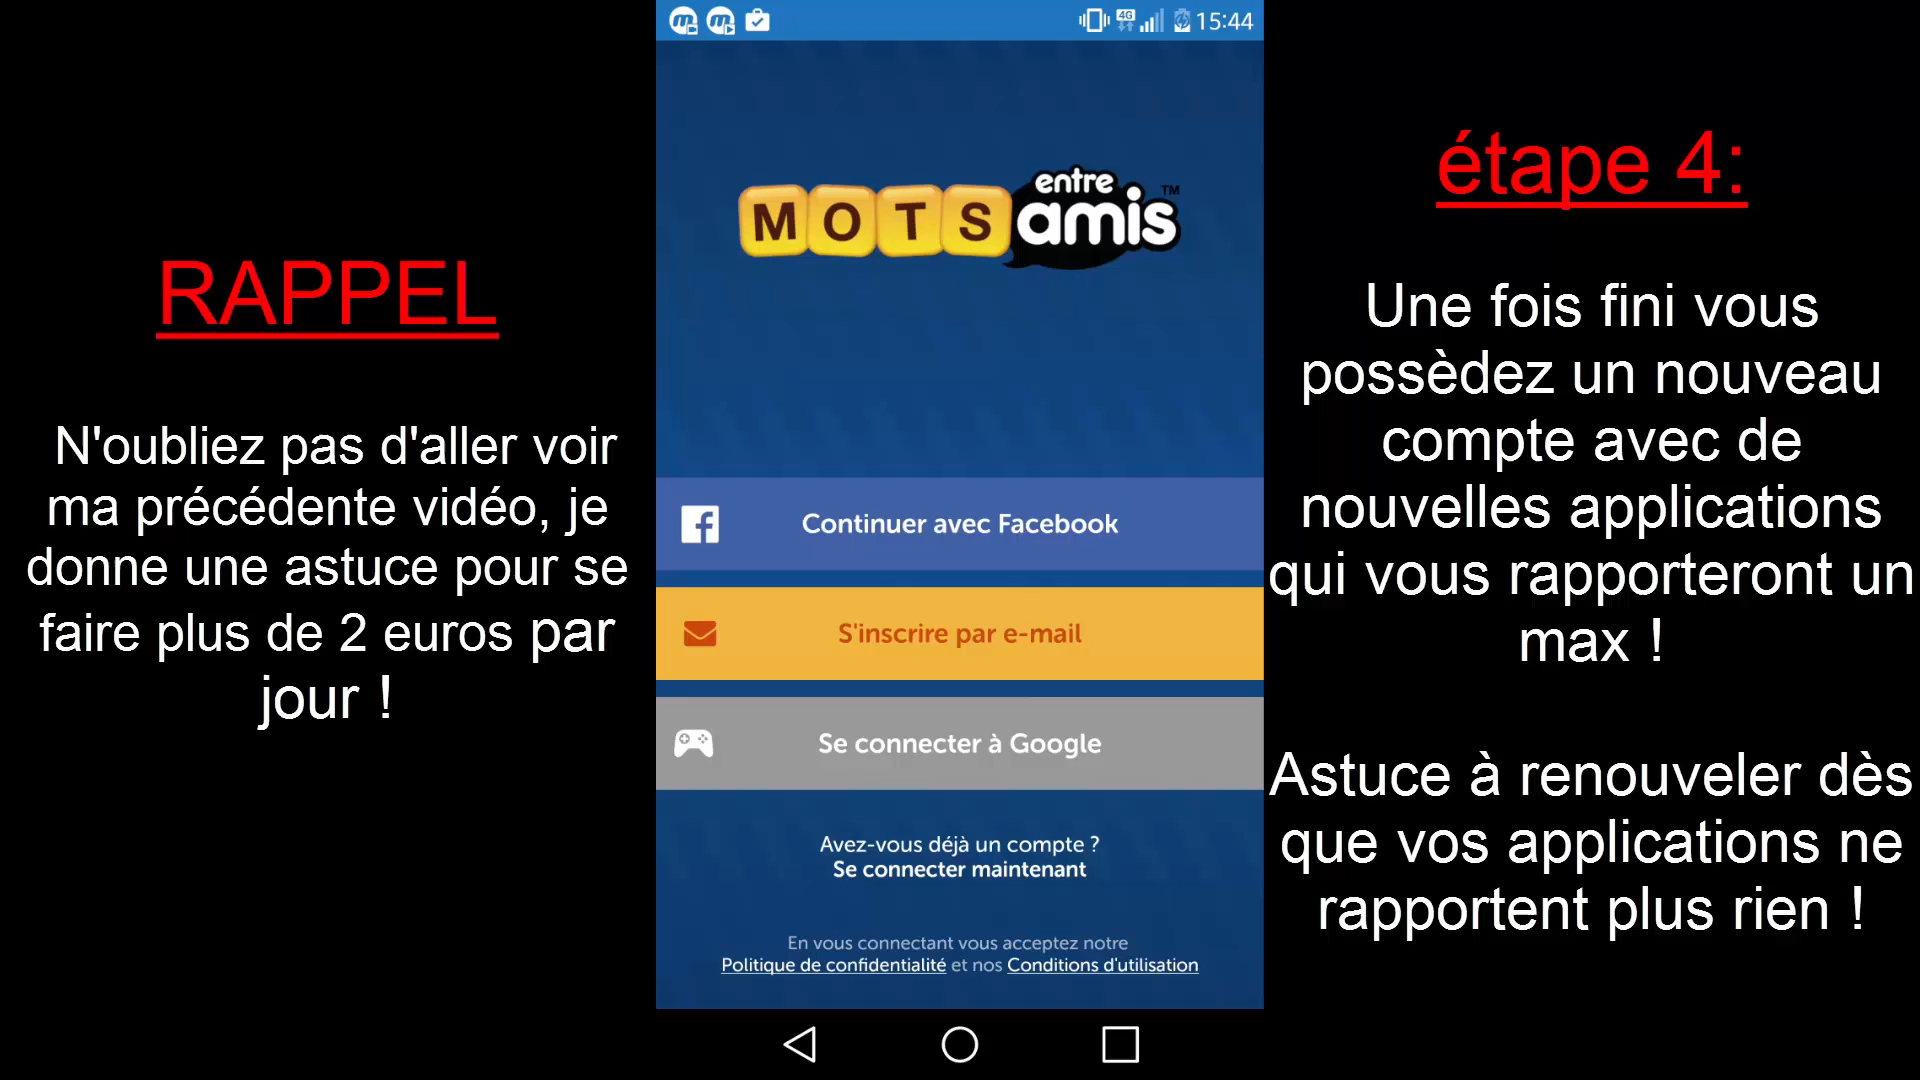 RAPPEL
N'oubliez pas d'aller voir
ma précédente vidéo, je
donne une astuce pour se
faire plus de 2 euros par
jour !
4G 15:44
MOTS entre amis™
Continuer avec Facebook
S'inscrire par e-mail
Se connecter à Google
Avez-vous déjà un compte ?
Se connecter maintenant
En vous connectant vous acceptez notre
Politique de confidentialité et nos Conditions d'utilisation
étape 4:
Une fois fini vous
possèdez un nouveau
compte avec de
nouvelles applications
qui vous rapporteront un
max !
Astuce à renouveler dès
que vos applications ne
rapportent plus rien !